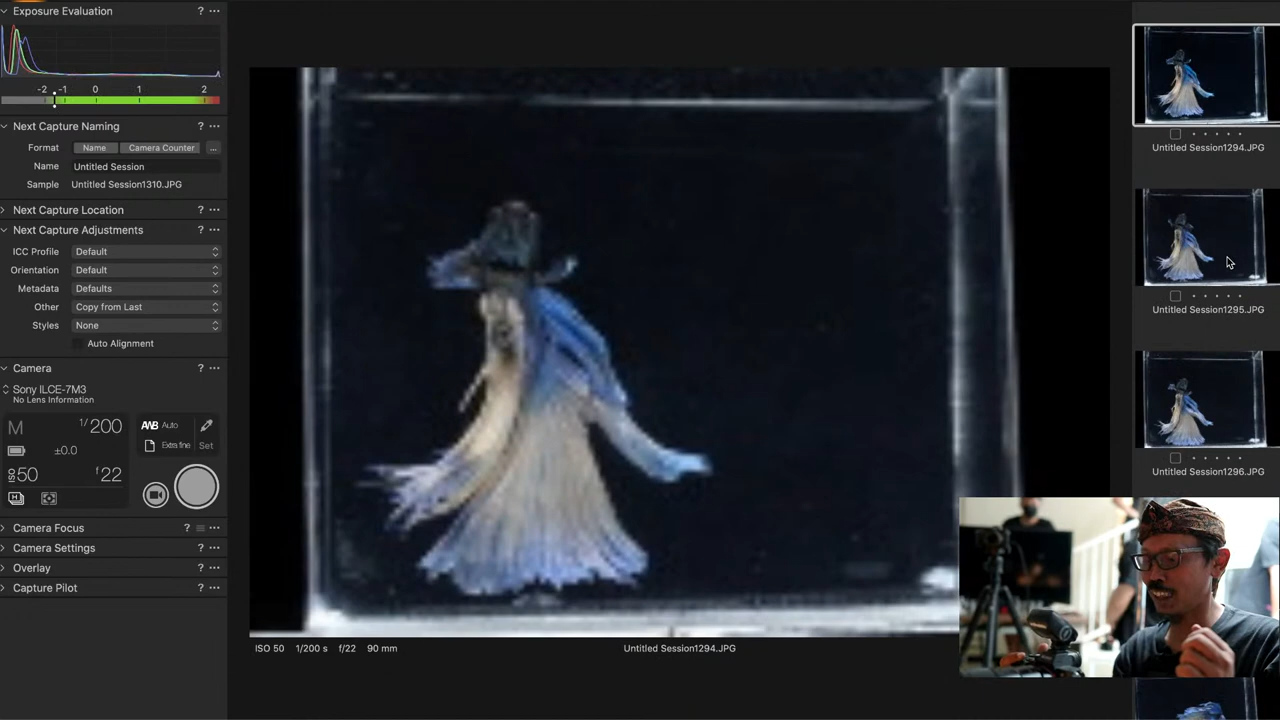 Exposure Evaluation ? ...
-2 -1 0 1 2
Next Capture Naming ? ...
Format Name Camera Counter ...
Name Untitled Session
Sample Untitled Session1310.JPG
Next Capture Location ? ...
Next Capture Adjustments ? ...
ICC Profile Default
Orientation Default
Metadata Defaults
Other Copy from Last
Styles None
Auto Alignment
Camera ? ...
Sony ILCE-7M3
No Lens Information
M 1/200
AWB Auto
±0.0
Extra fine Set
ISO 50 f22
Camera Focus ? ...
Camera Settings ? ...
Overlay ? ...
Capture Pilot ? ...
ISO 50 1/200 s f/22 90 mm
Untitled Session1294.JPG
Untitled Session1294.JPG
Untitled Session1295.JPG
Untitled Session1296.JPG